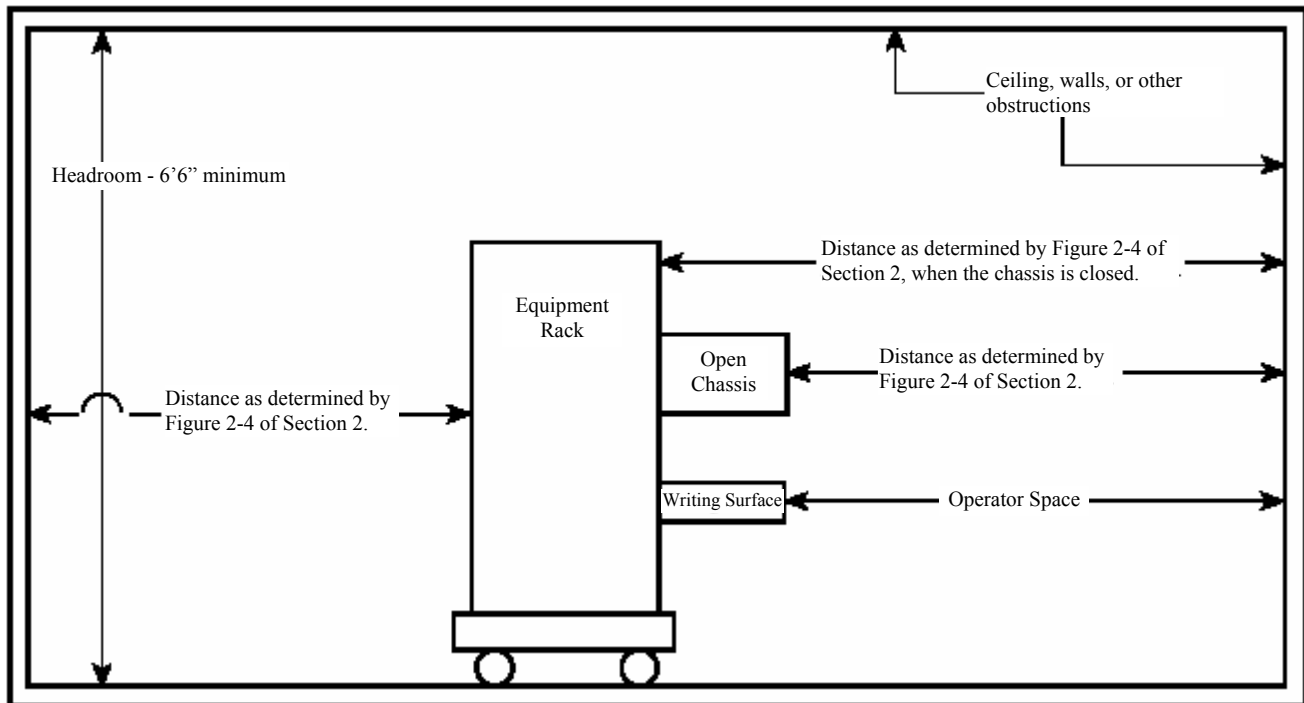 Ceiling, walls, or other
obstructions
Headroom - 6’6” minimum
Distance as determined by Figure 2-4 of
Section 2, when the chassis is closed.
Equipment
Rack
Open
Chassis
Distance as determined by
Figure 2-4 of Section 2.
Distance as determined by
Figure 2-4 of Section 2.
Writing Surface
Operator Space